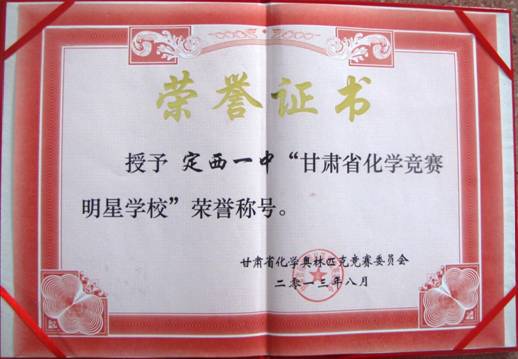 荣誉证书
授予 定西一中“甘肃省化学竞赛
明星学校”荣誉称号。
甘肃省化学奥林匹克竞赛委员会
二零一三年八月